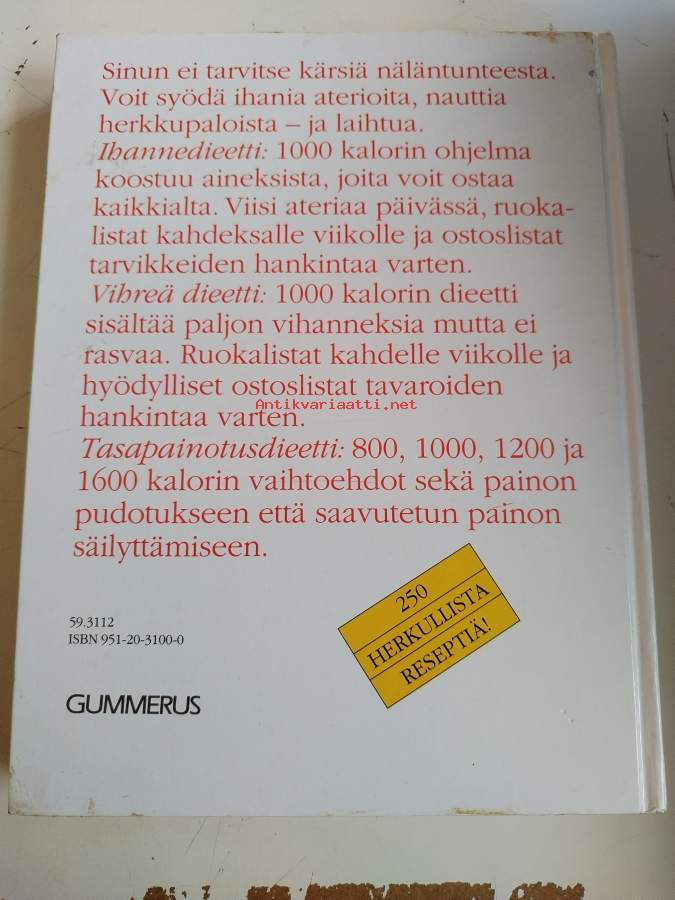 Sinun ei tarvitse kärsiä näläntunteesta.
Voit syödä ihania aterioita, nauttia
herkkupaloista – ja laihtua.
Ihannedieetti: 1000 kalorin ohjelma
koostuu aineksista, joita voit ostaa
kaikkialta. Viisi ateriaa päivässä, ruoka-
listat kahdeksalle viikolle ja ostoslistat
tarvikkeiden hankintaa varten.
Vihreä dieetti: 1000 kalorin dieetti
sisältää paljon vihanneksia mutta ei
rasvaa. Ruokalistat kahdelle viikolle ja
hyödylliset ostoslistat tavaroiden
Antikvariaatti.net
hankintaa varten.
Tasapainotusdieetti: 800, 1000, 1200 ja
1600 kalorin vaihtoehdot sekä painon
pudotukseen että saavutetun painon
säilyttämiseen.
250
HERKULLISTA
RESEPTIÄ!
59.3112
ISBN 951-20-3100-0
GUMMERUS